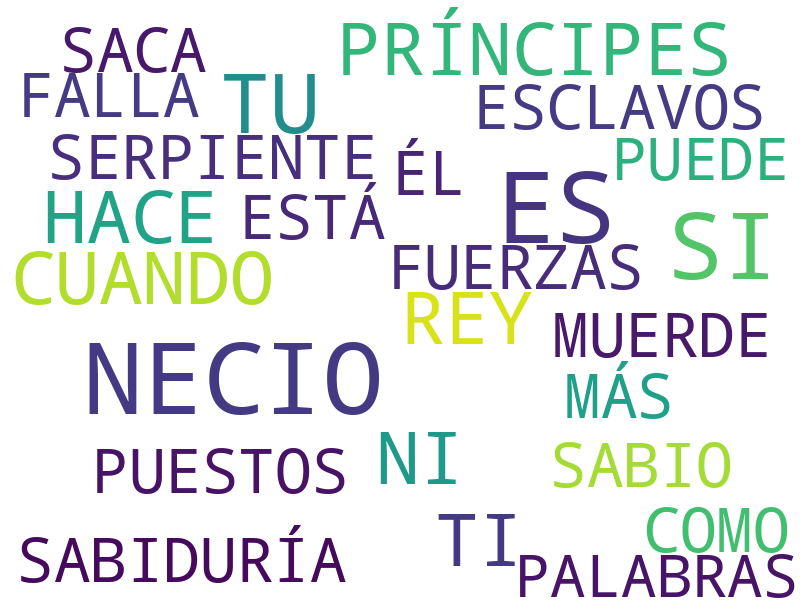 SACA PRÍNCIPES
FALLA TU ESCLAVOS
SERPIENTE ÉL PUEDE
HACE ESTÁ ES SI
CUANDO FUERZAS
REY MUERDE
NECIO MÁS
PUESTOS NI SABIO
SABIDURÍA TI COMO
PALABRAS